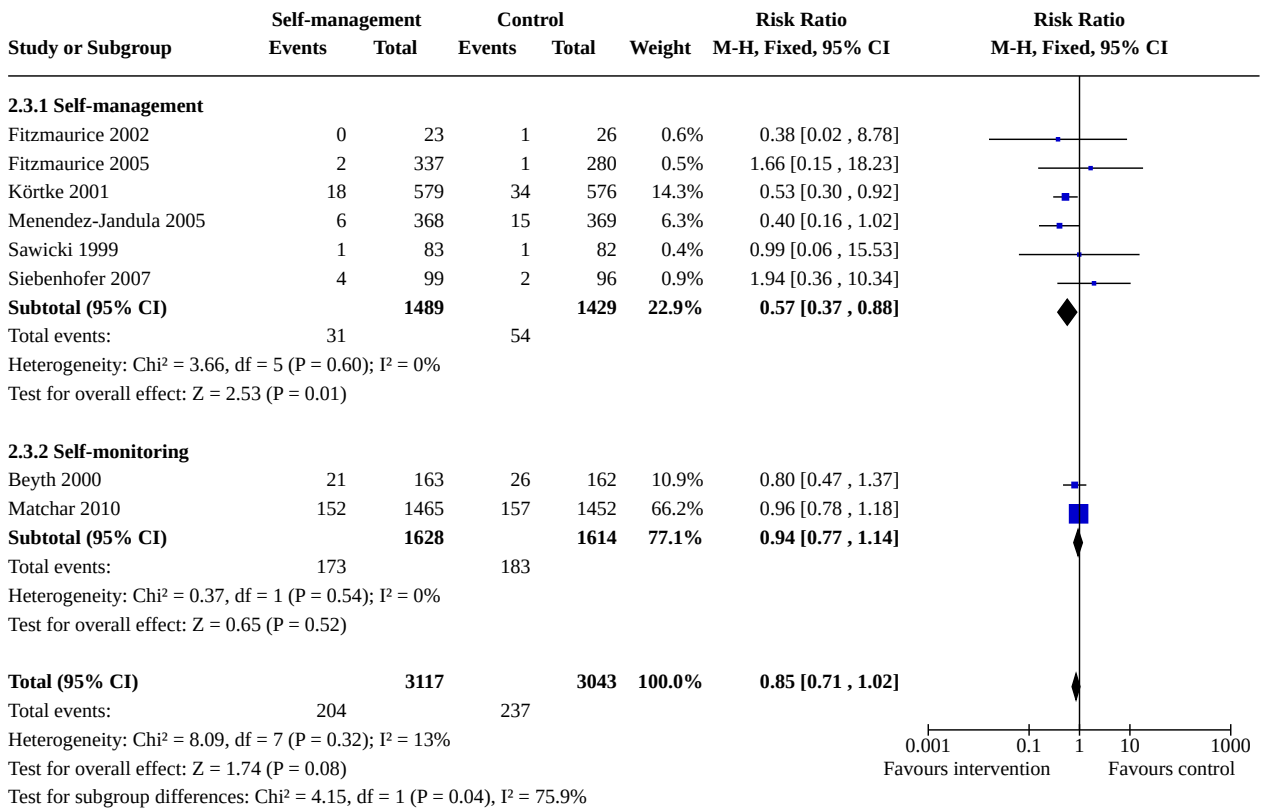 Self-management Control Risk Ratio Risk Ratio
Study or Subgroup Events Total Events Total Weight M-H, Fixed, 95% CI M-H, Fixed, 95% CI
2.3.1 Self-management
Fitzmaurice 2002 0 23 1 26 0.6% 0.38 [0.02 , 8.78]
Fitzmaurice 2005 2 337 1 280 0.5% 1.66 [0.15 , 18.23]
Körtke 2001 18 579 34 576 14.3% 0.53 [0.30 , 0.92]
Menendez-Jandula 2005 6 368 15 369 6.3% 0.40 [0.16 , 1.02]
Sawicki 1999 1 83 1 82 0.4% 0.99 [0.06 , 15.53]
Siebenhofer 2007 4 99 2 96 0.9% 1.94 [0.36 , 10.34]
Subtotal (95% CI) 1489 1429 22.9% 0.57 [0.37 , 0.88]
Total events: 31 54
Heterogeneity: Chi² = 3.66, df = 5 (P = 0.60); I² = 0%
Test for overall effect: Z = 2.53 (P = 0.01)
2.3.2 Self-monitoring
Beyth 2000 21 163 26 162 10.9% 0.80 [0.47 , 1.37]
Matchar 2010 152 1465 157 1452 66.2% 0.96 [0.78 , 1.18]
Subtotal (95% CI) 1628 1614 77.1% 0.94 [0.77 , 1.14]
Total events: 173 183
Heterogeneity: Chi² = 0.37, df = 1 (P = 0.54); I² = 0%
Test for overall effect: Z = 0.65 (P = 0.52)
Total (95% CI) 3117 3043 100.0% 0.85 [0.71 , 1.02]
Total events: 204 237
Heterogeneity: Chi² = 8.09, df = 7 (P = 0.32); I² = 13%
Test for overall effect: Z = 1.74 (P = 0.08)
Test for subgroup differences: Chi² = 4.15, df = 1 (P = 0.04), I² = 75.9%
0.001 0.1 1 10 1000
Favours intervention Favours control